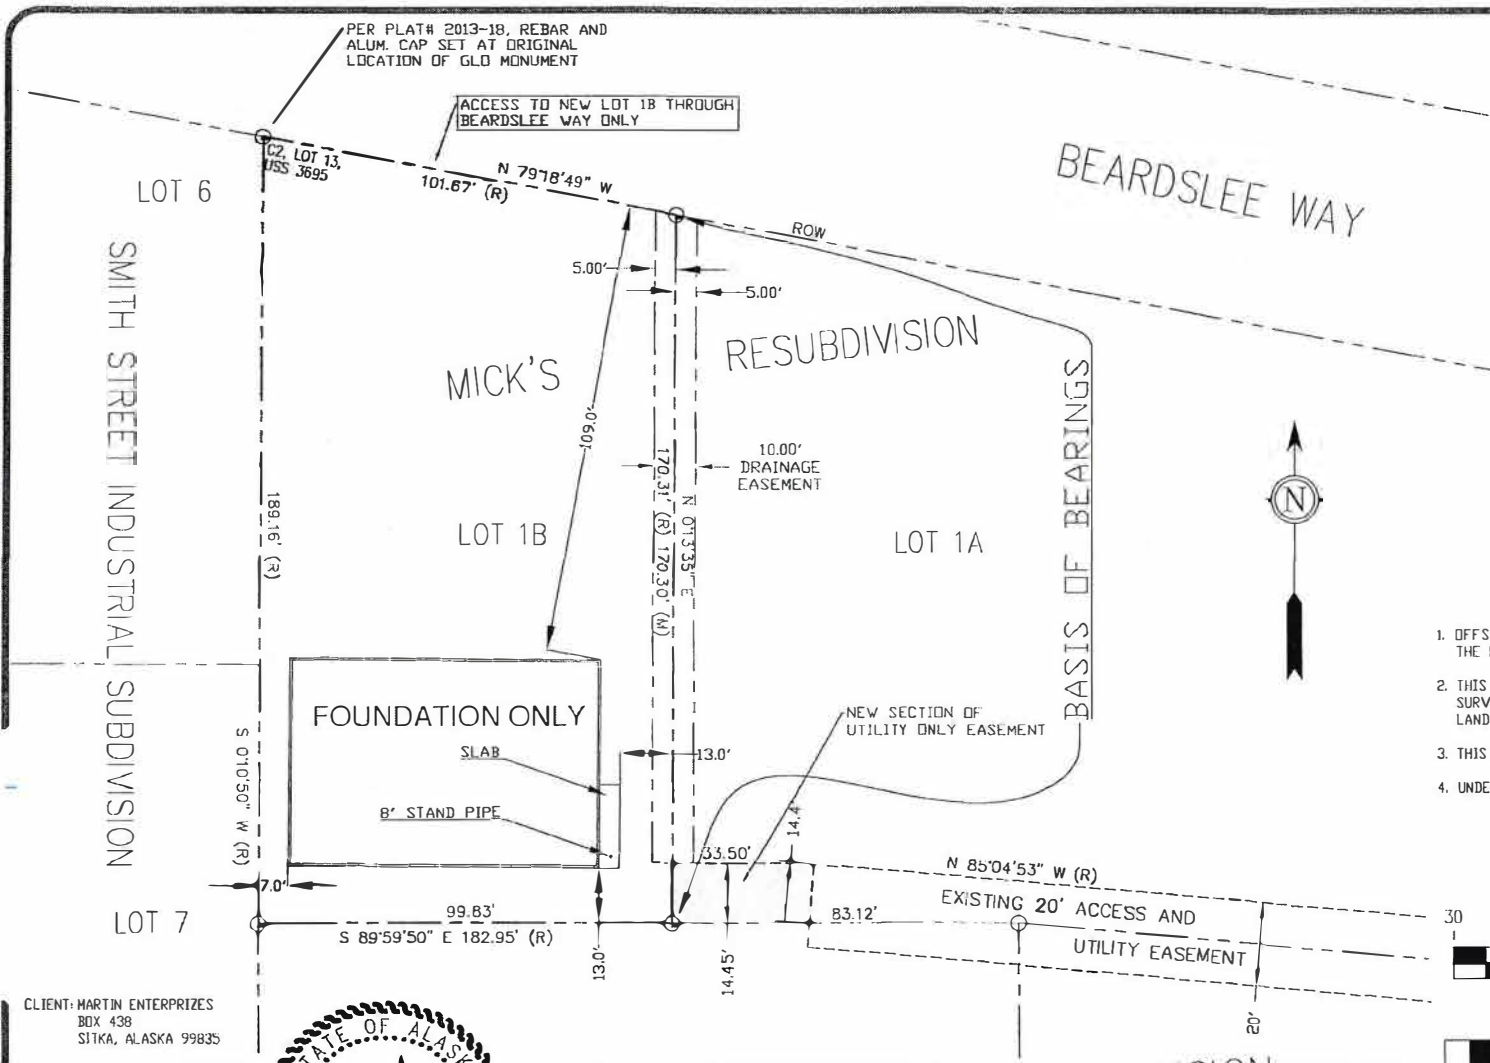 PER PLAT# 2013-18, REBAR AND
ALUM. CAP SET AT ORIGINAL
LOCATION OF GLO MONUMENT
ACCESS TO NEW LOT 1B THROUGH
BEARDSLEE WAY ONLY
C2, LOT 13,
USS 3695
N 79°18'49" W
101.67' (R)
LOT 6
BEARDSLEE WAY
ROW
5.00'
5.00'
SMITH STREET INDUSTRIAL SUBDIVISION
MICK'S
RESUBDIVISION
109.0'
10.00'
DRAINAGE
EASEMENT
170.31' (R) 170.30' (M)
N 0°13'35" E
189.16' (R)
LOT 1B
LOT 1A
BASIS OF BEARINGS
N
1. OFFS
THE
2. THIS
SURV
LAND
3. THIS
4. UNDE
FOUNDATION ONLY
SLAB
8' STAND PIPE
13.0'
NEW SECTION OF
UTILITY ONLY EASEMENT
S 0°10'50" W (R)
14.4'
33.50'
N 85°04'53" W (R)
7.0'
LOT 7
99.83'
S 89°59'50" E 182.95' (R)
13.0'
14.45'
83.12'
EXISTING 20' ACCESS AND
UTILITY EASEMENT
20'
30
CLIENT: MARTIN ENTERPRIZES
BOX 438
SITKA, ALASKA 99835
STATE OF ALASK